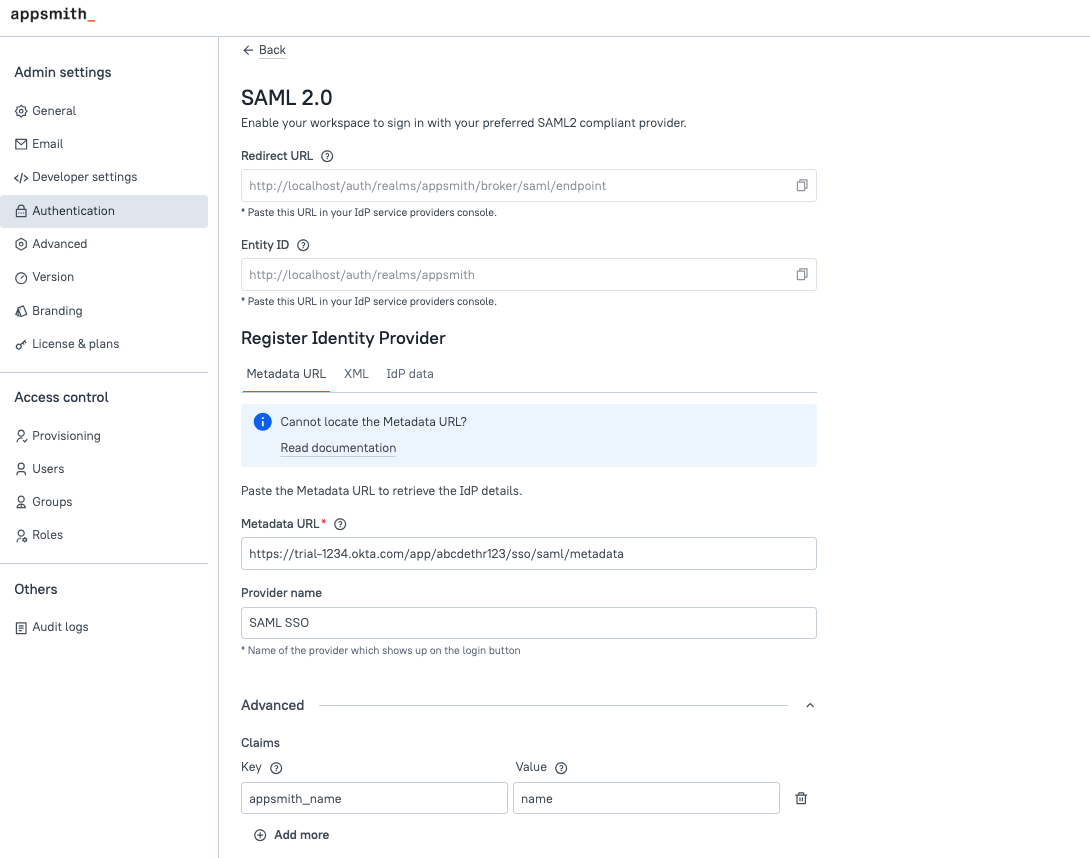 appsmith_
Admin settings
General
Email
Developer settings
Authentication
Advanced
Version
Branding
License & plans
Access control
Provisioning
Users
Groups
Roles
Others
Audit logs
Back
SAML 2.0
Enable your workspace to sign in with your preferred SAML2 compliant provider.
Redirect URL
http://localhost/auth/realms/appsmith/broker/saml/endpoint
* Paste this URL in your IdP service providers console.
Entity ID
http://localhost/auth/realms/appsmith
* Paste this URL in your IdP service providers console.
Register Identity Provider
Metadata URL XML IdP data
Cannot locate the Metadata URL?
Read documentation
Paste the Metadata URL to retrieve the IdP details.
Metadata URL*
https://trial-1234.okta.com/app/abcdethr123/sso/saml/metadata
Provider name
SAML SSO
* Name of the provider which shows up on the login button
Advanced
Claims
Key Value
appsmith_name name
Add more